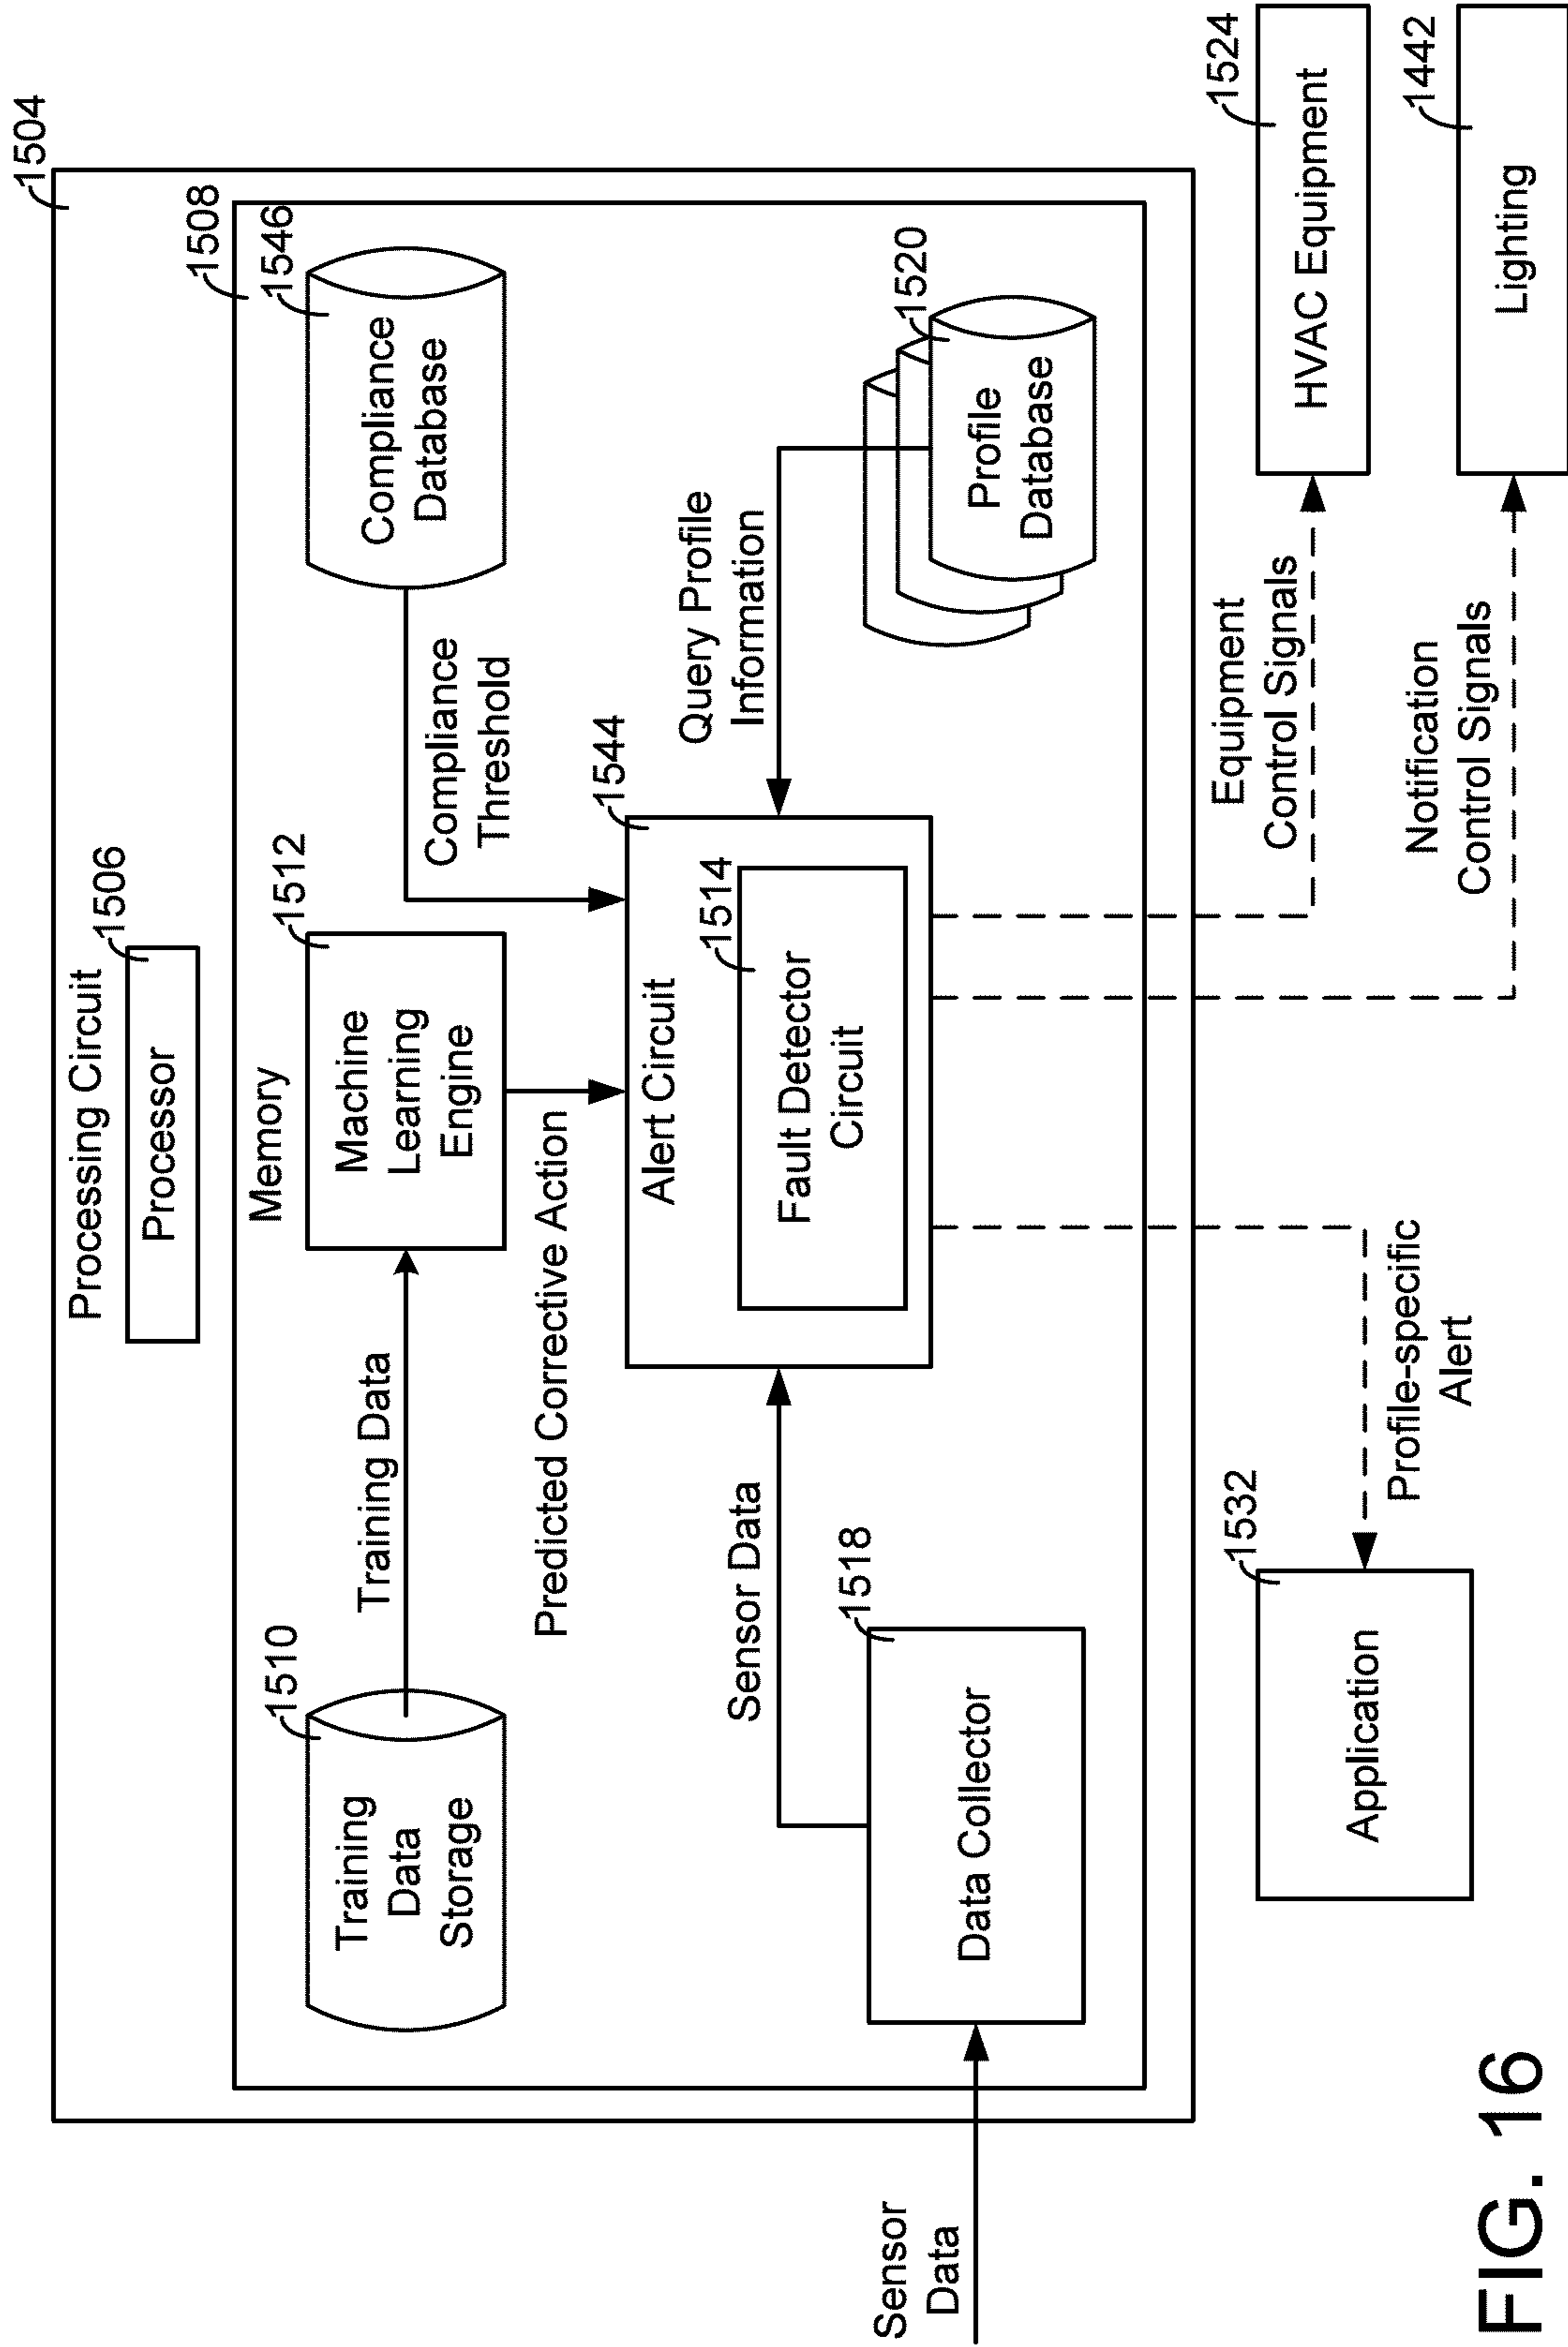 1504
Processing Circuit
1506
Processor
1508
Memory
1510
Training
Data
Storage
Training Data
1512
Machine
Learning
Engine
1546
Compliance
Database
Predicted Corrective Action
Compliance
Threshold
1544
Alert Circuit
1514
Fault Detector
Circuit
Sensor Data
Query Profile
Information
1518
Data Collector
1520
Profile
Database
Sensor
Data
1532
Application
Profile-specific
Alert
Equipment
Control Signals
1524
HVAC Equipment
Notification
Control Signals
1442
Lighting
FIG. 16